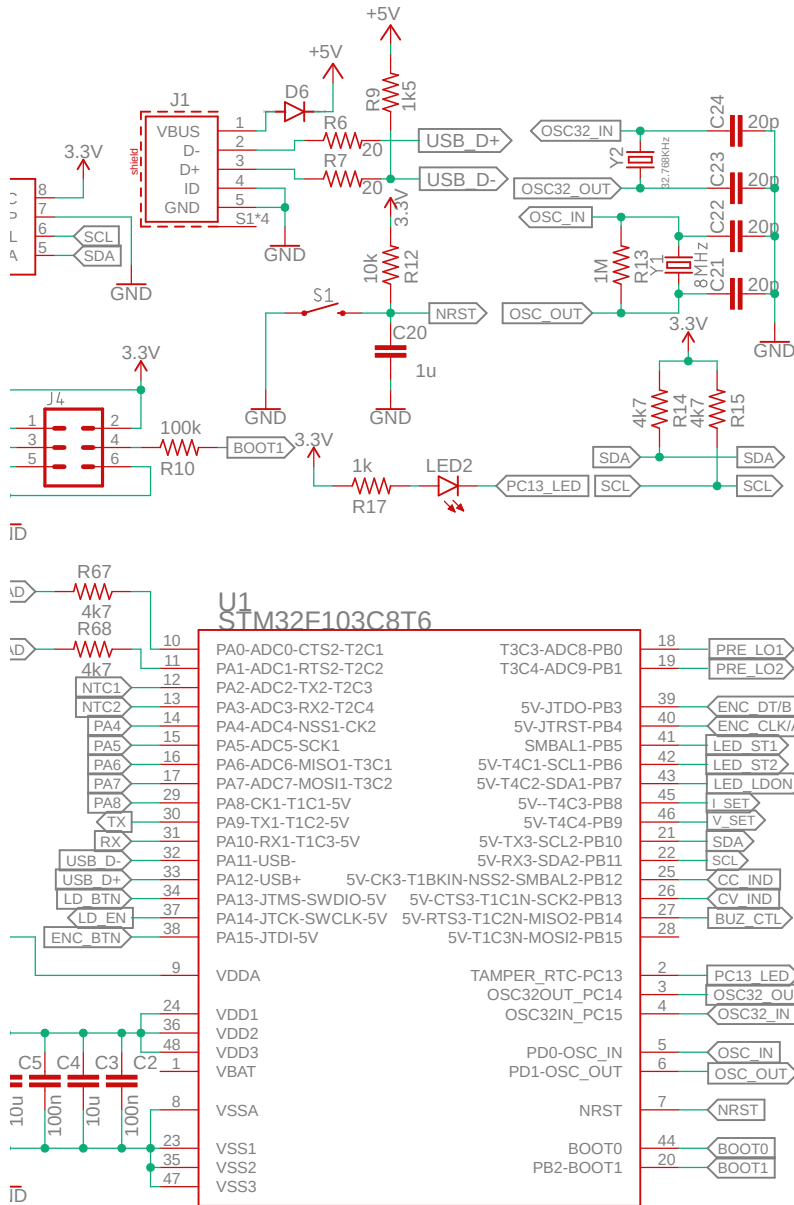 +5V
+5V
D6
J1
R9
1k5
shield
VBUS
D-
D+
ID
GND
1
2
3
4
5
S1*4
R6
20
R7
20
USB_D+
USB_D-
GND
3.3V
8
7
6
5
SCL
SDA
GND
3.3V
10k
R12
S1
NRST
C20
1u
GND
GND
OSC32_IN
OSC32_OUT
OSC_IN
OSC_OUT
Y2
32.768KHz
C24
20p
C23
20p
C22
20p
C21
20p
1M
R13
Y1
8MHz
GND
3.3V
4k7
R14
4k7
R15
SDA
SDA
SCL
SCL
3.3V
J4
1
2
3
4
5
6
100k
R10
BOOT1
3.3V
1k
R17
LED2
PC13_LED
R67
4k7
R68
4k7
U1
STM32F103C8T6
10 PA0-ADC0-CTS2-T2C1
11 PA1-ADC1-RTS2-T2C2
NTC1 12 PA2-ADC2-TX2-T2C3
NTC2 13 PA3-ADC3-RX2-T2C4
PA4 14 PA4-ADC4-NSS1-CK2
PA5 15 PA5-ADC5-SCK1
PA6 16 PA6-ADC6-MISO1-T3C1
PA7 17 PA7-ADC7-MOSI1-T3C2
PA8 29 PA8-CK1-T1C1-5V
TX 30 PA9-TX1-T1C2-5V
RX 31 PA10-RX1-T1C3-5V
USB_D- 32 PA11-USB-
USB_D+ 33 PA12-USB+
LD_BTN 34 PA13-JTMS-SWDIO-5V
LD_EN 37 PA14-JTCK-SWCLK-5V
ENC_BTN 38 PA15-JTDI-5V
9 VDDA
24 VDD1
36 VDD2
48 VDD3
1 VBAT
8 VSSA
23 VSS1
35 VSS2
47 VSS3
T3C3-ADC8-PB0 18 PRE_LO1
T3C4-ADC9-PB1 19 PRE_LO2
5V-JTDO-PB3 39 ENC_DT/B
5V-JTRST-PB4 40 ENC_CLK/
SMBAL1-PB5 41 LED_ST1
5V-T4C1-SCL1-PB6 42 LED_ST2
5V-T4C2-SDA1-PB7 43 LED_LDON
5V--T4C3-PB8 45 I_SET
5V-T4C4-PB9 46 V_SET
5V-TX3-SCL2-PB10 21 SDA
5V-RX3-SDA2-PB11 22 SCL
5V-CK3-T1BKIN-NSS2-SMBAL2-PB12 25 CC_IND
5V-CTS3-T1C1N-SCK2-PB13 26 CV_IND
5V-RTS3-T1C2N-MISO2-PB14 27 BUZ_CTL
5V-T1C3N-MOSI2-PB15 28
TAMPER_RTC-PC13 2 PC13_LED
OSC32OUT_PC14 3 OSC32_OU
OSC32IN_PC15 4 OSC32_IN
PD0-OSC_IN 5 OSC_IN
PD1-OSC_OUT 6 OSC_OUT
NRST 7 NRST
BOOT0 44 BOOT0
PB2-BOOT1 20 BOOT1
C5
C4
C3
C2
10u
100n
10u
100n